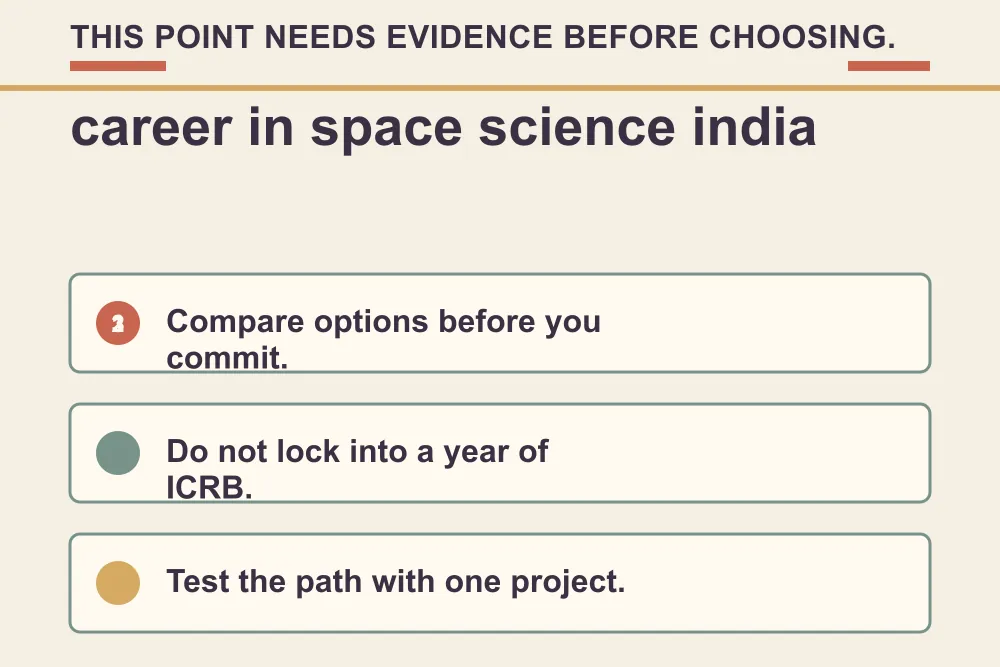 THIS POINT NEEDS EVIDENCE BEFORE CHOOSING.
career in space science india
Compare options before you
commit.
Do not lock into a year of
ICRB.
Test the path with one project.